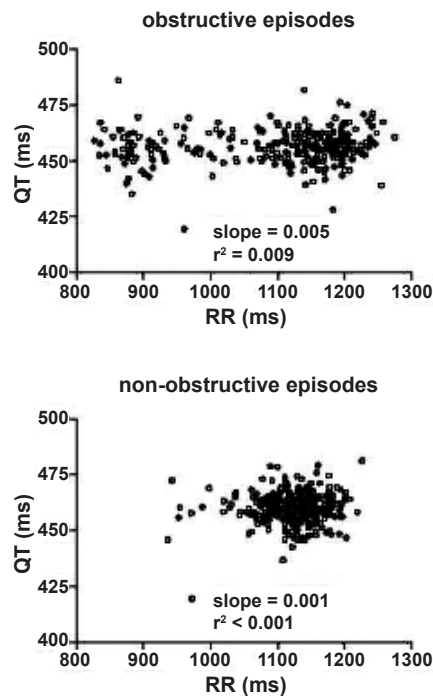 obstructive episodes
500
475
450
425
400
QT (ms)
slope = 0.005
r² = 0.009
800 900 1000 1100 1200 1300
RR (ms)
non-obstructive episodes
500
475
450
425
400
QT (ms)
slope = 0.001
r² < 0.001
800 900 1000 1100 1200 1300
RR (ms)